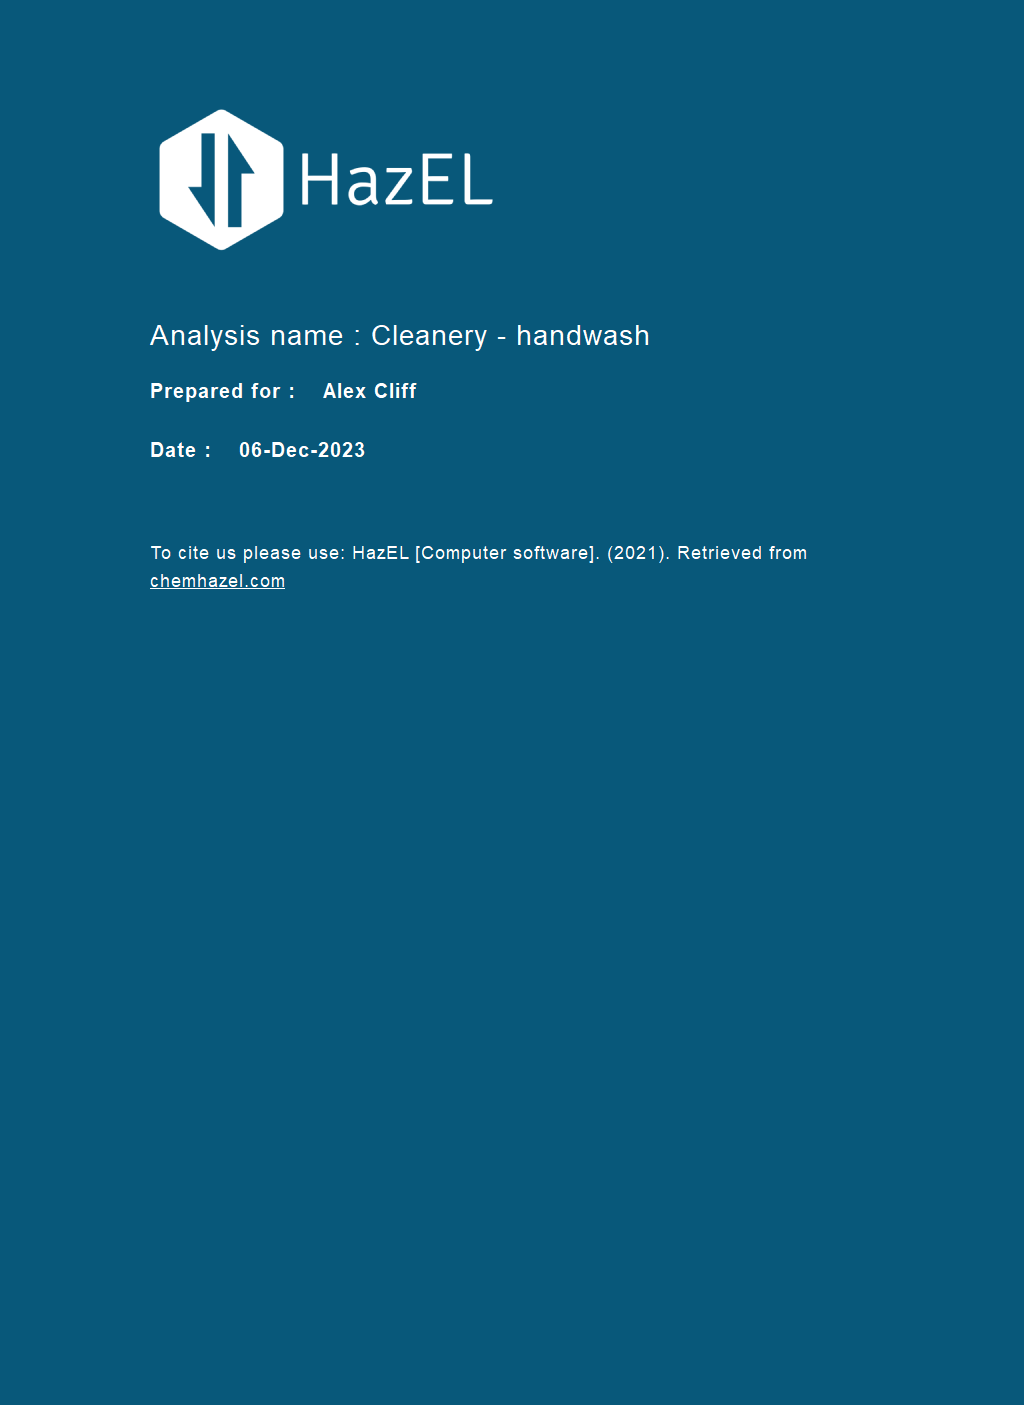 HazEL
Analysis name : Cleanery - handwash
Prepared for : Alex Cliff
Date : 06-Dec-2023
To cite us please use: HazEL [Computer software]. (2021). Retrieved from
chemhazel.com